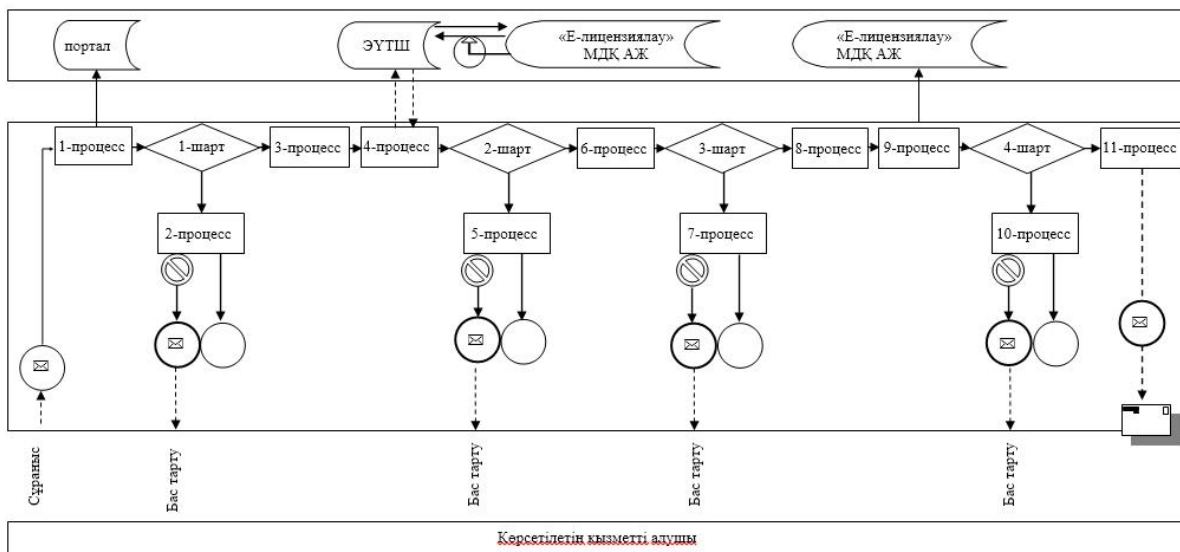 портал
ЭҮТШ
«Е-лицензиялау»
МДҚ АЖ
«Е-лицензиялау»
МДҚ АЖ
1-процесс
1-шарт
3-процесс
4-процесс
2-шарт
6-процесс
3-шарт
8-процесс
9-процесс
4-шарт
11-процесс
2-процесс
5-процесс
7-процесс
10-процесс
Сұраныс
Бас тарту
Бас тарту
Бас тарту
Бас тарту
Көрсетілетін қызметті алушы